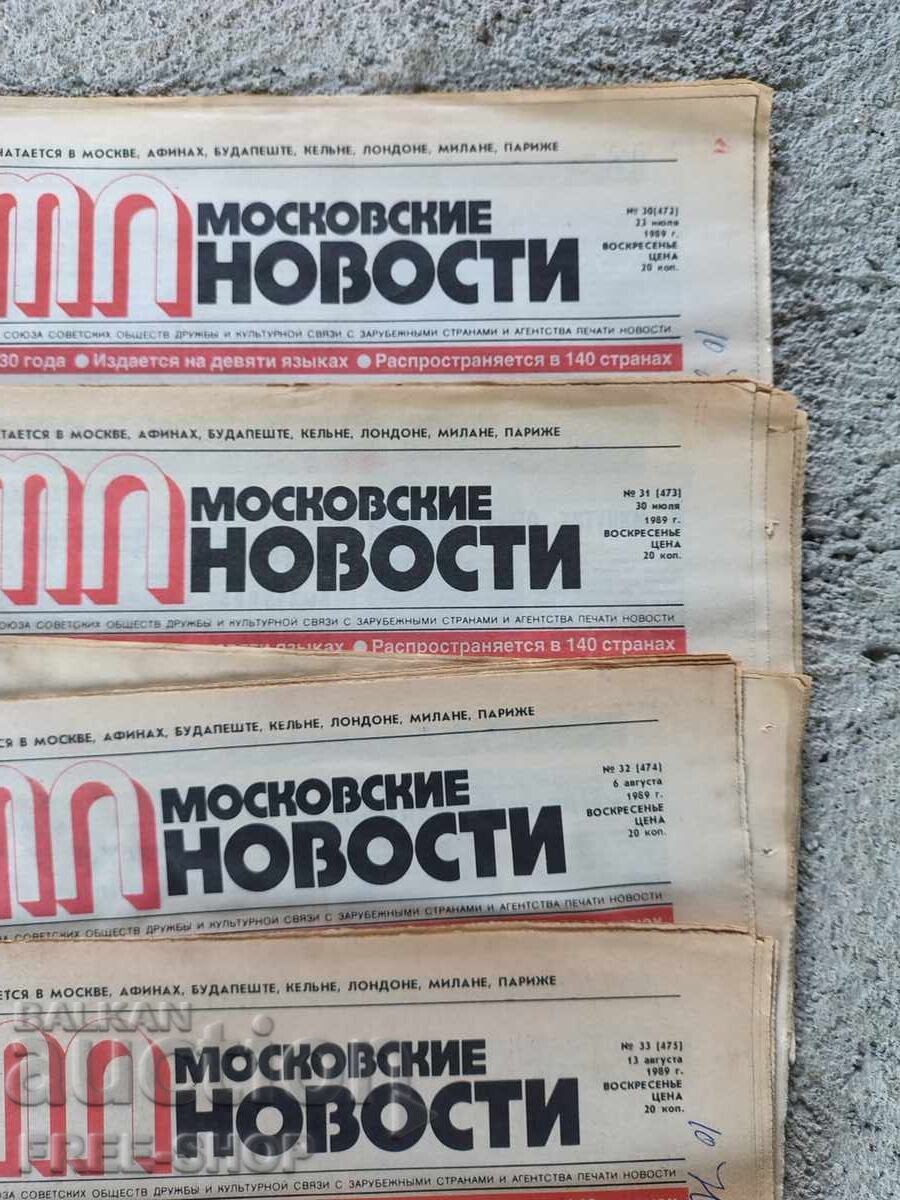 ЧАТАЕТСЯ В МОСКВЕ, АФИНАХ, БУДАПЕШТЕ, КЕЛЬНЕ, ЛОНДОНЕ, МИЛАНЕ, ПАРИЖЕ
МОСКОВСКИЕ
НОВОСТИ
№ 30(472)
23 июля
1989 г.
ВОСКРЕСЕНЬЕ
ЦЕНА
20 коп.
СОЮЗА СОВЕТСКИХ ОБЩЕСТВ ДРУЖБЫ И КУЛЬТУРНОЙ СВЯЗИ С ЗАРУБЕЖНЫМИ СТРАНАМИ И АГЕНТСТВА ПЕЧАТИ НОВОСТИ
30 года ● Издается на девяти языках ● Распространяется в 140 странах
ТАЕТСЯ В МОСКВЕ, АФИНАХ, БУДАПЕШТЕ, КЕЛЬНЕ, ЛОНДОНЕ, МИЛАНЕ, ПАРИЖЕ
МОСКОВСКИЕ
НОВОСТИ
№ 31 (473)
30 июля
1989 г.
ВОСКРЕСЕНЬЕ
ЦЕНА
20 коп.
ОЮЗА СОВЕТСКИХ ОБЩЕСТВ ДРУЖБЫ И КУЛЬТУРНОЙ СВЯЗИ С ЗАРУБЕЖНЫМИ СТРАНАМИ И АГЕНТСТВА ПЕЧАТИ НОВОСТИ
языках ● Распространяется в 140 странах
СЯ В МОСКВЕ, АФИНАХ, БУДАПЕШТЕ, КЕЛЬНЕ, ЛОНДОНЕ, МИЛАНЕ, ПАРИЖЕ
МОСКОВСКИЕ
НОВОСТИ
№ 32 (474)
6 августа
1989 г.
ВОСКРЕСЕНЬЕ
ЦЕНА
20 коп.
ЗА СОВЕТСКИХ ОБЩЕСТВ ДРУЖБЫ И КУЛЬТУРНОЙ СВЯЗИ С ЗАРУБЕЖНЫМИ СТРАНАМИ И АГЕНТСТВА ПЕЧАТИ НОВОСТИ
ЕТСЯ В МОСКВЕ, АФИНАХ, БУДАПЕШТЕ, КЕЛЬНЕ, ЛОНДОНЕ, МИЛАНЕ, ПАРИЖЕ
МОСКОВСКИЕ
НОВОСТИ
№ 33 (475)
13 августа
1989 г.
ВОСКРЕСЕНЬЕ
ЦЕНА
20 коп.
ЮЗА СОВЕТСКИХ ОБЩЕСТВ ДРУЖБЫ И КУЛЬТУРНОЙ СВЯЗИ С ЗАРУБЕЖНЫМИ СТРАНАМИ И АГЕНТСТВА ПЕЧАТИ НОВОСТИ
BALKAN
auction
FREE-SHOP